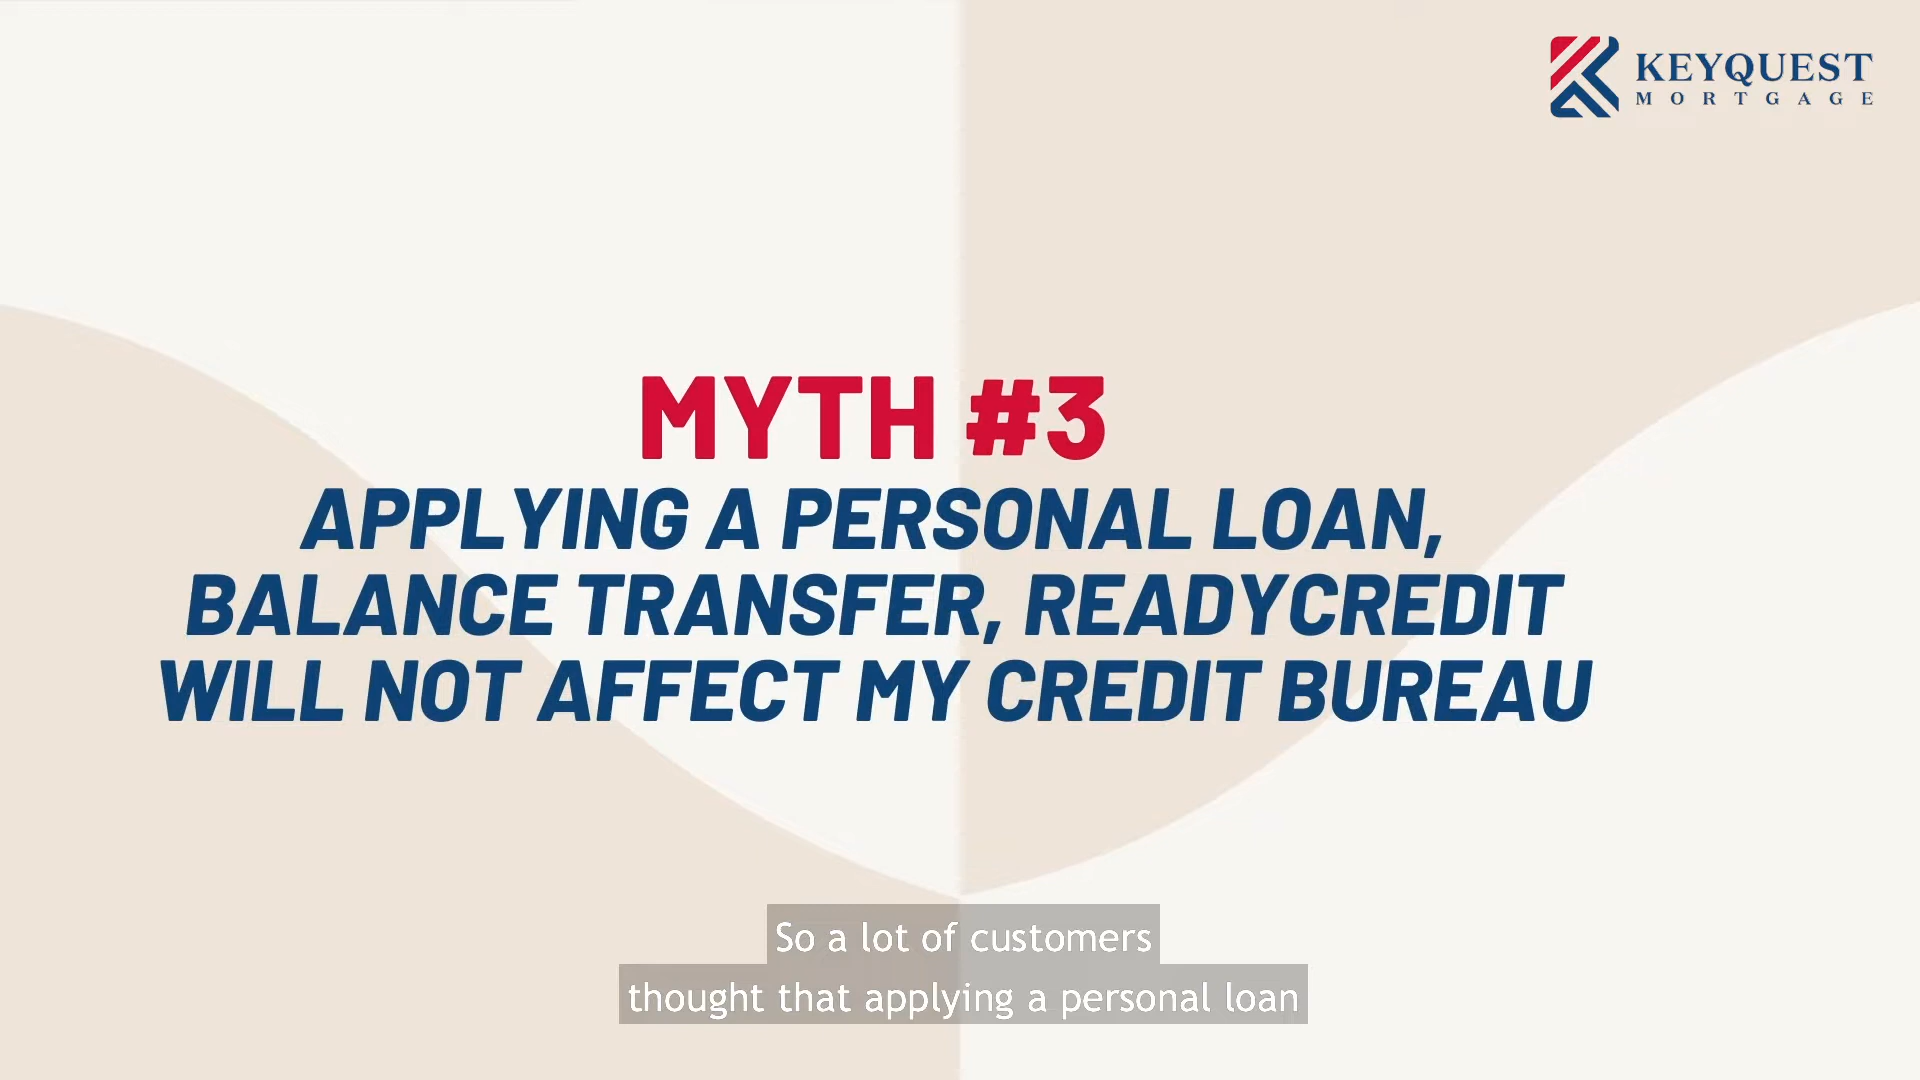 KEYQUEST
MORTGAGE
MYTH #3
APPLYING A PERSONAL LOAN,
BALANCE TRANSFER, READYCREDIT
WILL NOT AFFECT MY CREDIT BUREAU
So a lot of customers
thought that applying a personal loan